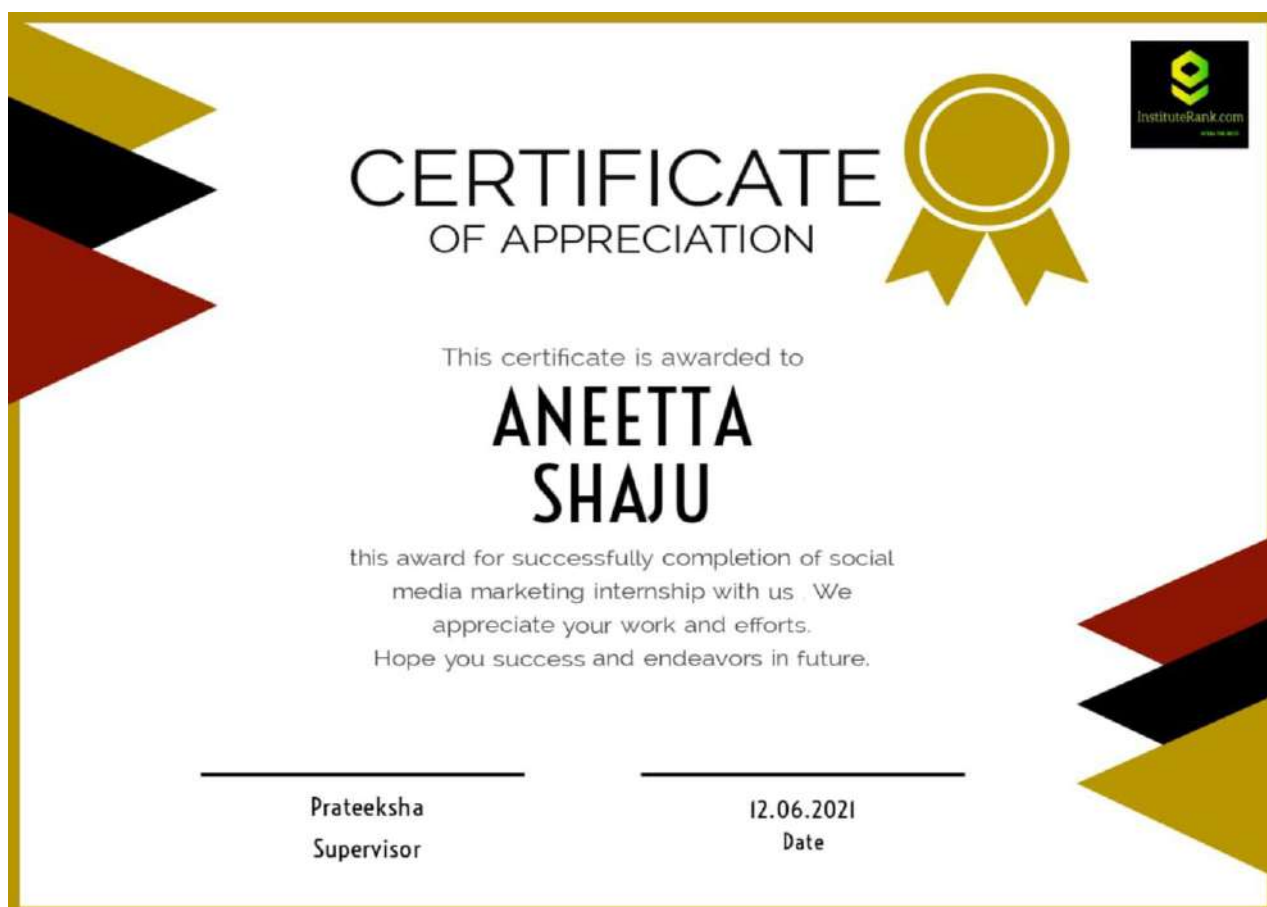 InstituteRank.com
CERTIFICATE
OF APPRECIATION
This certificate is awarded to
ANEETTA
SHAJU
this award for successfully completion of social
media marketing internship with us . We
appreciate your work and efforts.
Hope you success and endeavors in future.
Prateeksha
Supervisor
12.06.2021
Date